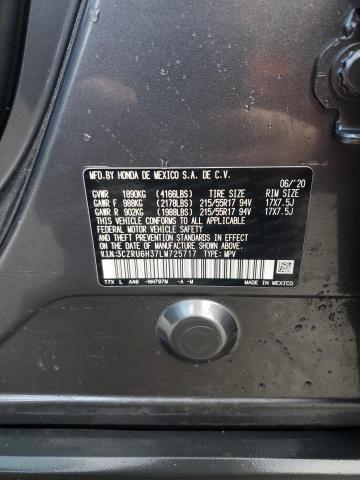 MFD.BY HONDA DE MEXICO S.A. DE C.V.
06/'20
GVWR 1890KG (4166LBS) TIRE SIZE RIM SIZE
GAWR F 988KG (2178LBS) 215/55R17 94V 17X7.5J
GAWR R 902KG (1988LBS) 215/55R17 94V 17X7.5J
THIS VEHICLE CONFORMS TO ALL APPLICABLE
FEDERAL MOTOR VEHICLE SAFETY AND
THEFT PREVENTION STANDARDS IN EFFECT
ON THE DATE OF MANUFACTURE SHOWN ABOVE.
V.I.N:3CZRU6H37LM725717 TYPE: MPV
T7X L AAB -NH797M -A -M MADE IN MEXICO